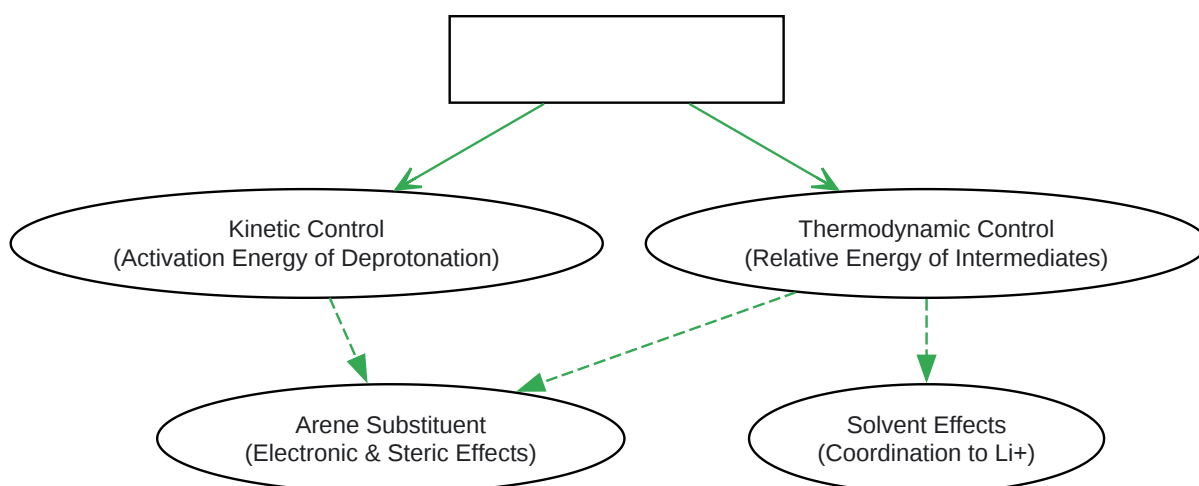 Kinetic Control
(Activation Energy of Deprotonation)
Thermodynamic Control
(Relative Energy of Intermediates)
Arene Substituent
(Electronic & Steric Effects)
Solvent Effects
(Coordination to Li+)